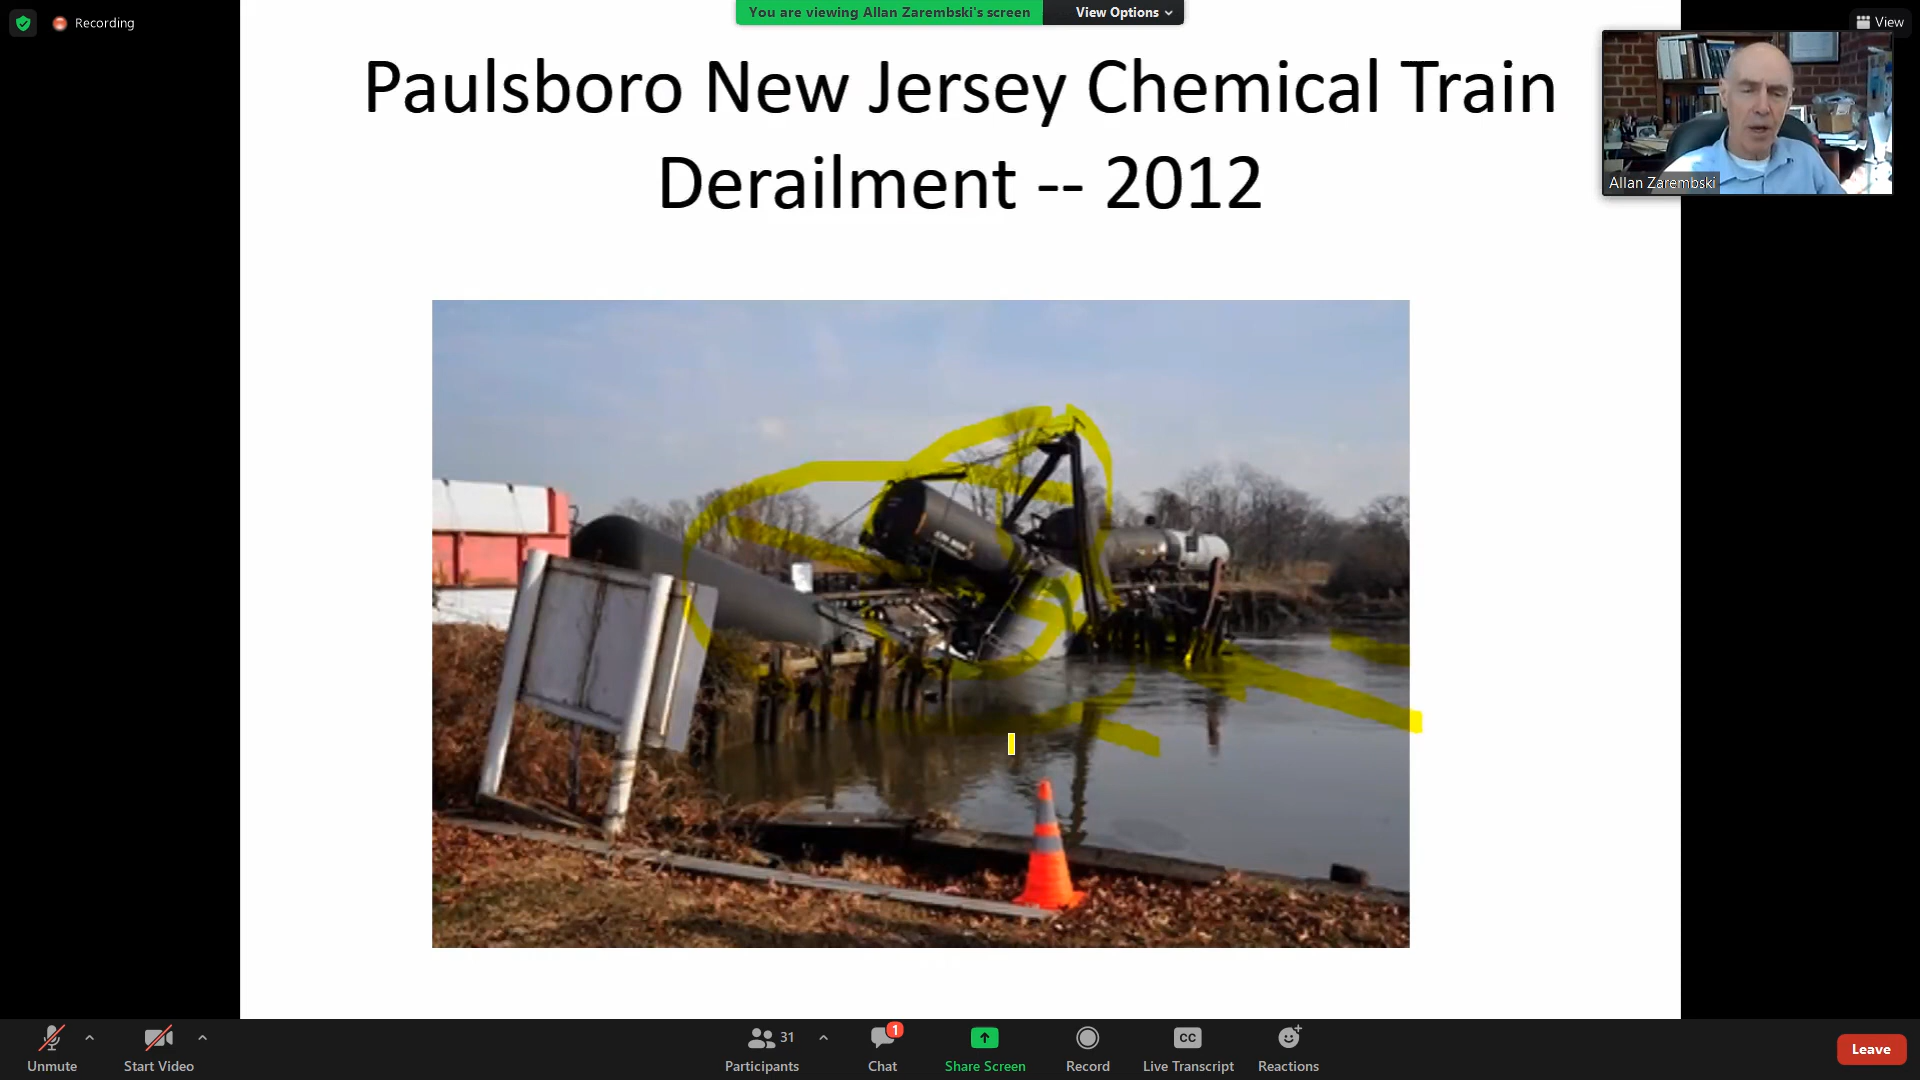 Recording
You are viewing Allan Zarembski's screen
View Options
View
Paulsboro New Jersey Chemical Train
Derailment -- 2012
Allan Zarembski
Unmute
Start Video
31
Participants
1
Chat
Share Screen
Record
CC
Live Transcript
Reactions
Leave